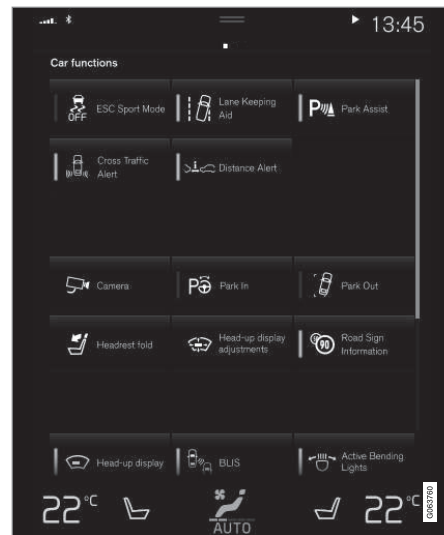 13:45
Car functions
OFF
ESC Sport Mode
Lane Keeping
Aid
P
Park Assist
Cross Traffic
Alert
Distance Alert
Camera
P
Park In
Park Out
Headrest fold
Head-up display
adjustments
90
Road Sign
Information
Head-up display
BLIS
Active Bending
Lights
22°C
AUTO
22°C
G063760